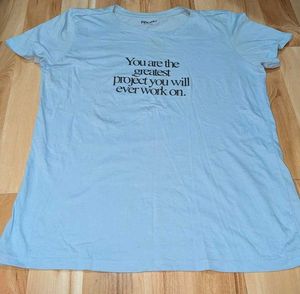 You are the
greatest
project you will
ever work on.